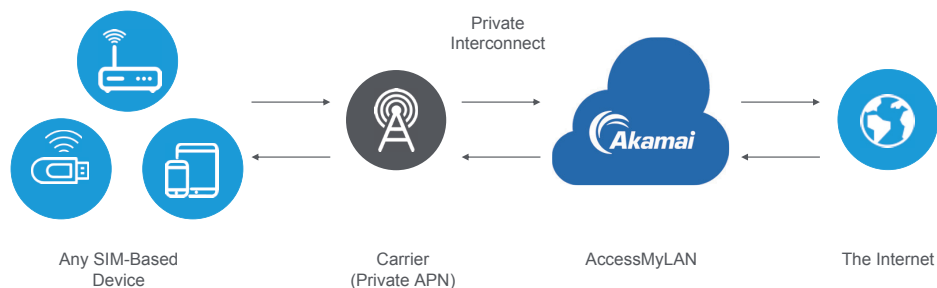 Private
Interconnect
Akamai
Any SIM-Based
Device
Carrier
(Private APN)
AccessMyLAN
The Internet